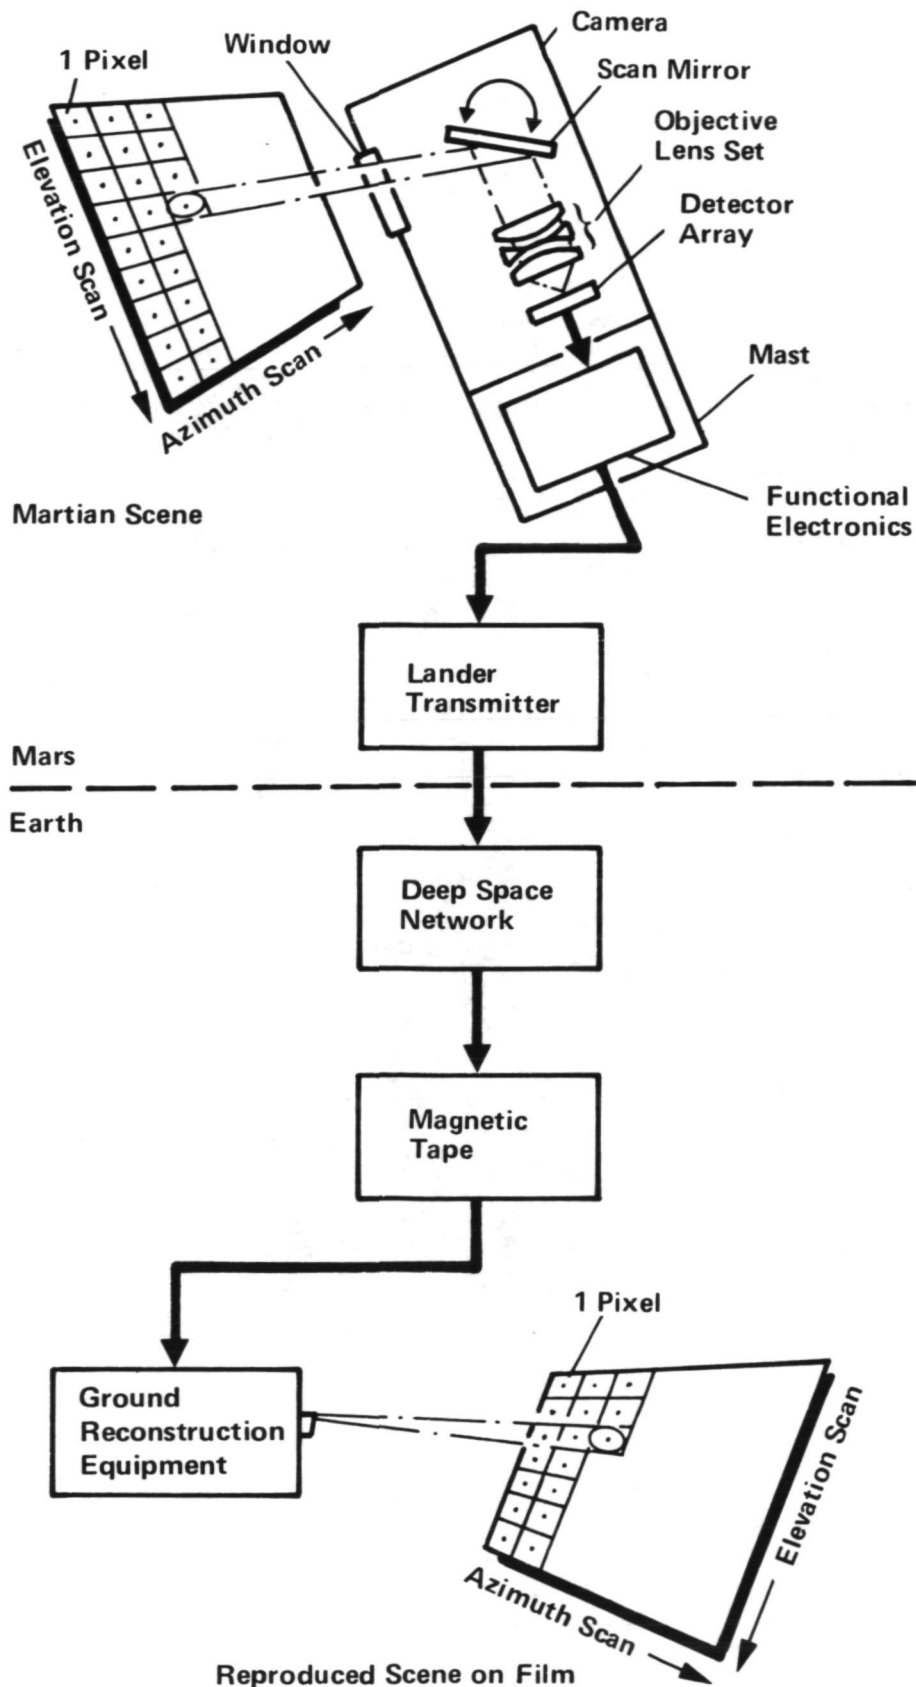 Camera
Window
1 Pixel
Scan Mirror
Objective
Lens Set
Detector
Array
Elevation Scan
Azimuth Scan
Mast
Martian Scene
Functional
Electronics
Lander
Transmitter
Mars
Earth
Deep Space
Network
Magnetic
Tape
1 Pixel
Ground
Reconstruction
Equipment
Elevation Scan
Azimuth Scan
Reproduced Scene on Film